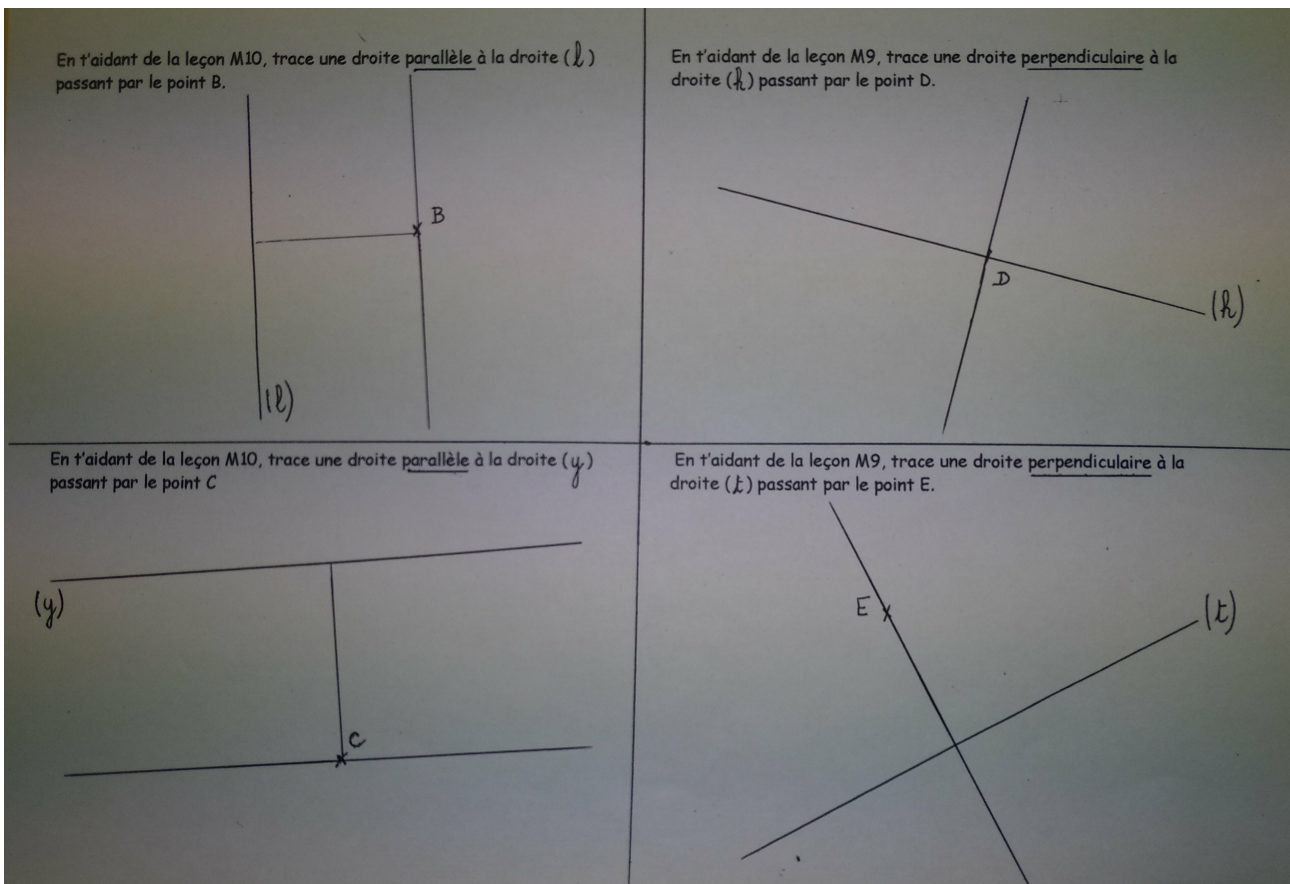 En t'aidant de la leçon M10, trace une droite parallèle à la droite (l)
passant par le point B.
B
(l)
En t'aidant de la leçon M9, trace une droite perpendiculaire à la
droite (h) passant par le point D.
D
(h)
En t'aidant de la leçon M10, trace une droite parallèle à la droite (y)
passant par le point C
(y)
C
En t'aidant de la leçon M9, trace une droite perpendiculaire à la
droite (t) passant par le point E.
E
(t)